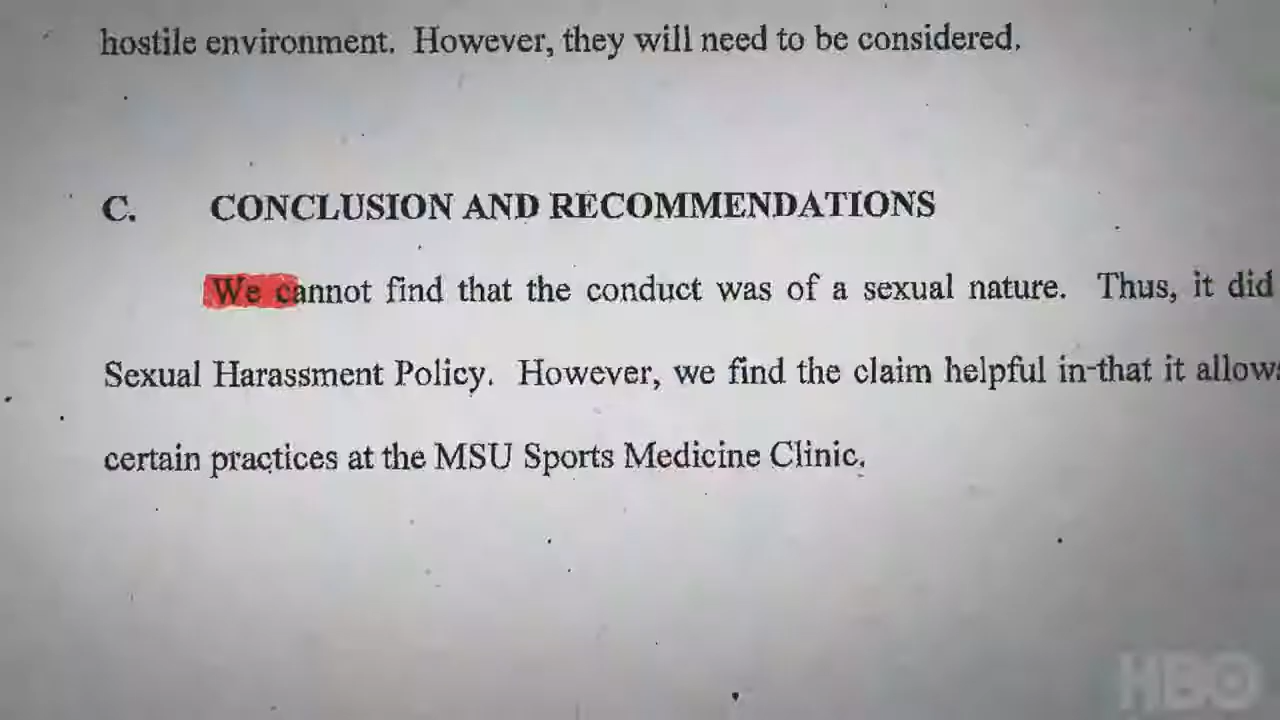 hostile environment. However, they will need to be considered.
C. CONCLUSION AND RECOMMENDATIONS
We cannot find that the conduct was of a sexual nature. Thus, it did
Sexual Harassment Policy. However, we find the claim helpful in-that it allows
certain practices at the MSU Sports Medicine Clinic.
HBO